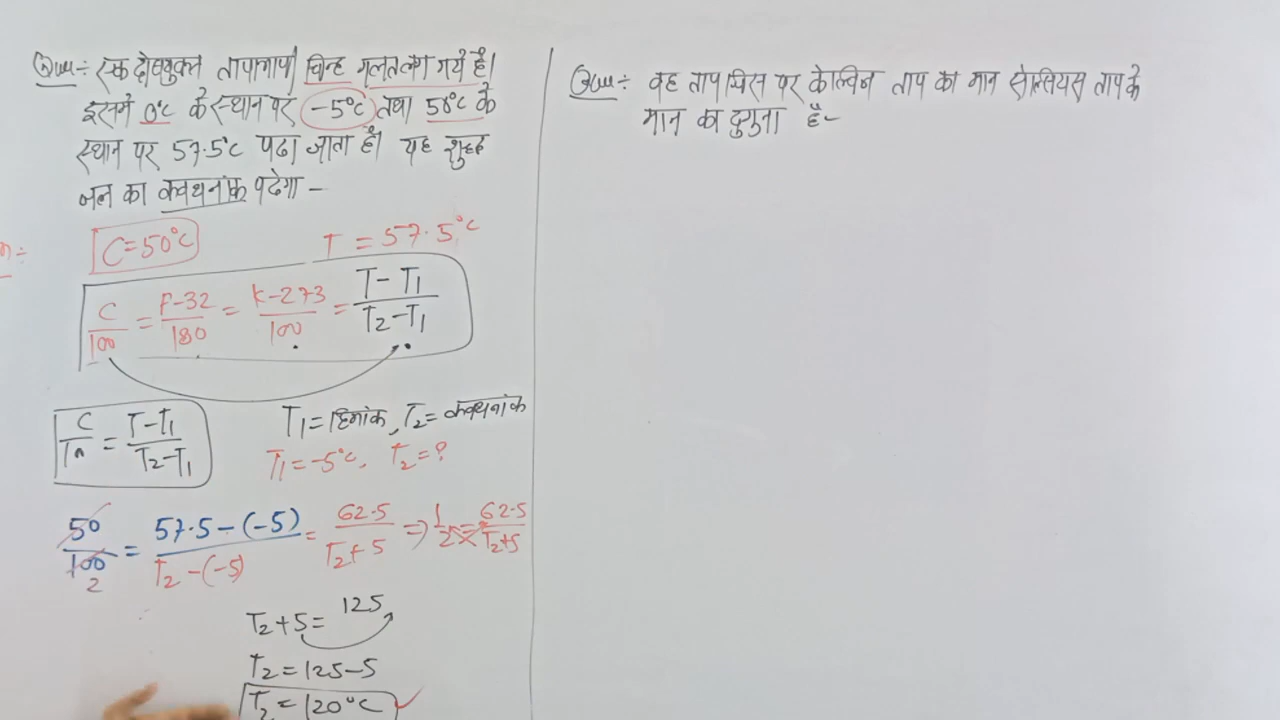 Que ÷ एक दोषयुक्त तापमापी चिन्ह गलत लग गये है।
इसमें 0°C के स्थान पर -5°C तथा 50°C के
स्थान पर 57.5°C पढा जाता है। यह शुद्ध
जल का क्वथनांक पढेगा -
C=50°C T = 57.5°C
C/100 = F-32/180 = K-273/100 = T-T1/T2-T1
C/100 = T-T1/T2-T1
T1 = हिमांक, T2 = क्वथनांक
T1 = -5°C, T2 = ?
50/100 = 57.5-(-5)/T2-(-5) = 62.5/T2+5 => 1/2 = 62.5/T2+5
2
T2+5 = 125
T2 = 125-5
T2 = 120°C ✓
Que ÷ वह ताप जिस पर केल्विन ताप का मान सेल्सियस ताप के
मान का दुगुना है-